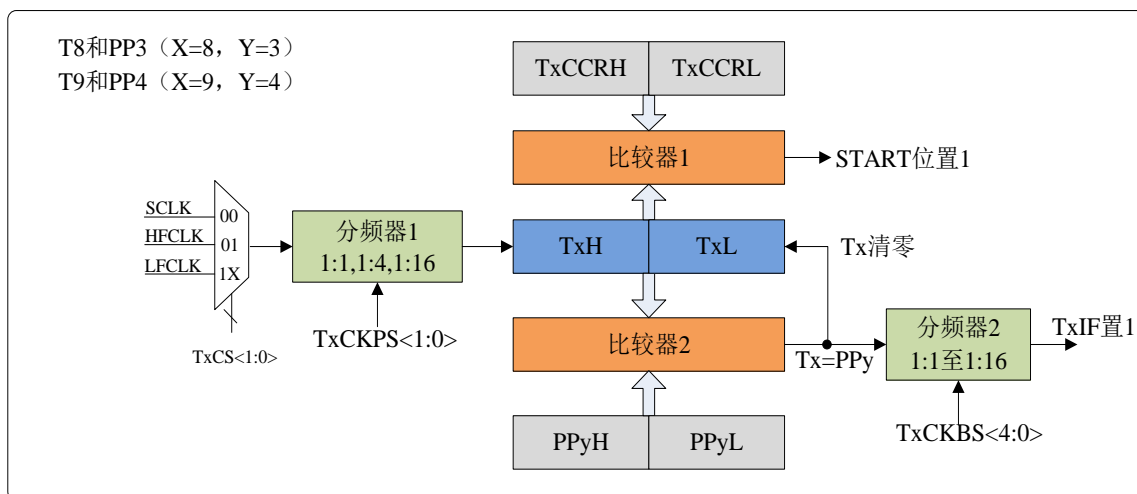 T8和PP3（X=8，Y=3）
T9和PP4（X=9，Y=4）
TxCCRH TxCCRL
比较器1
START位置1
SCLK
HFCLK
LFCLK
00
01
1X
TxCS<1:0>
分频器1
1:1,1:4,1:16
TxCKPS<1:0>
TxH TxL
Tx清零
比较器2
Tx=PPy
分频器2
1:1至1:16
TxIF置1
TxCKBS<4:0>
PPyH PPyL